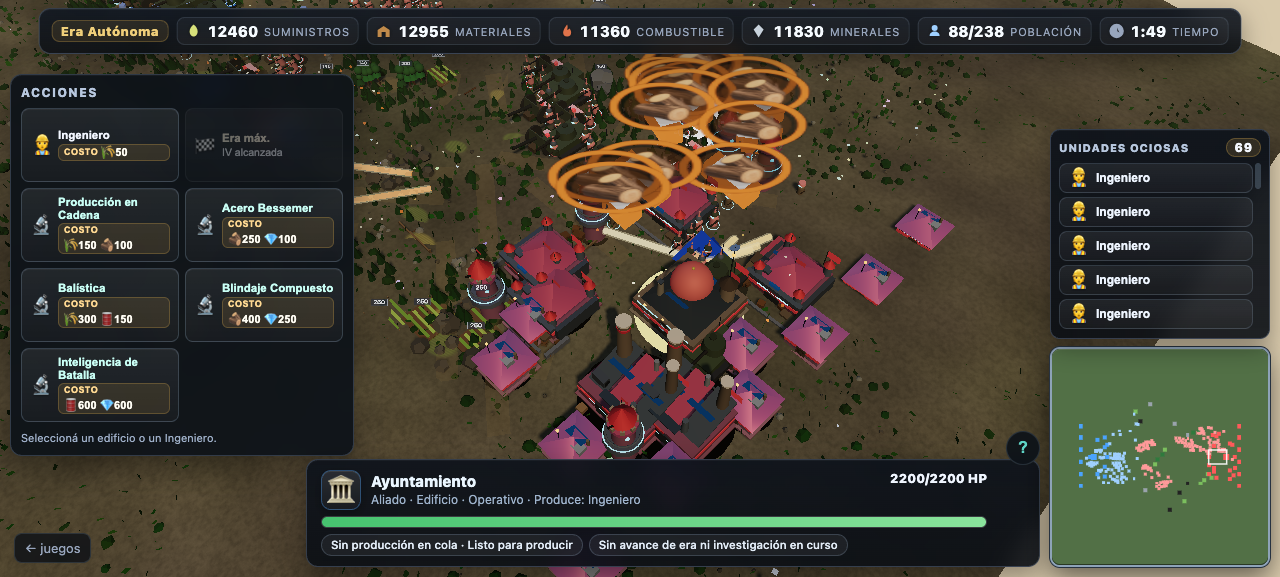 Era Autónoma
12460 SUMINISTROS
12955 MATERIALES
11360 COMBUSTIBLE
11830 MINERALES
88/238 POBLACIÓN
1:49 TIEMPO
ACCIONES
Ingeniero
COSTO 50
Era máx.
IV alcanzada
Producción en
Cadena
COSTO
150 100
Acero Bessemer
COSTO
250 100
Balística
COSTO
300 150
Blindaje Compuesto
COSTO
400 250
Inteligencia de
Batalla
COSTO
600 600
Seleccioná un edificio o un Ingeniero.
250
250
250
250
UNIDADES OCIOSAS 69
Ingeniero
Ingeniero
Ingeniero
Ingeniero
Ingeniero
?
Ayuntamiento
2200/2200 HP
Aliado · Edificio · Operativo · Produce: Ingeniero
Sin producción en cola · Listo para producir
Sin avance de era ni investigación en curso
← juegos